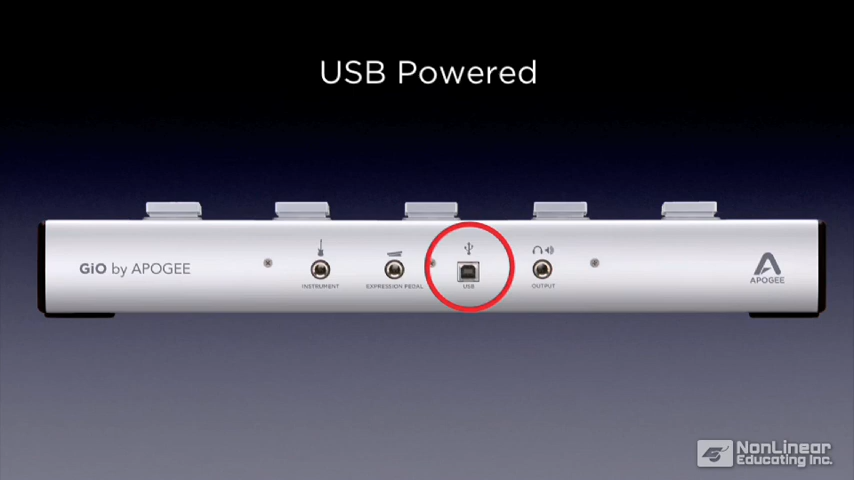 USB Powered
GiO by APOGEE
INSTRUMENT
EXPRESSION PEDAL
USB
OUTPUT
APOGEE
NonLinear
Educating Inc.